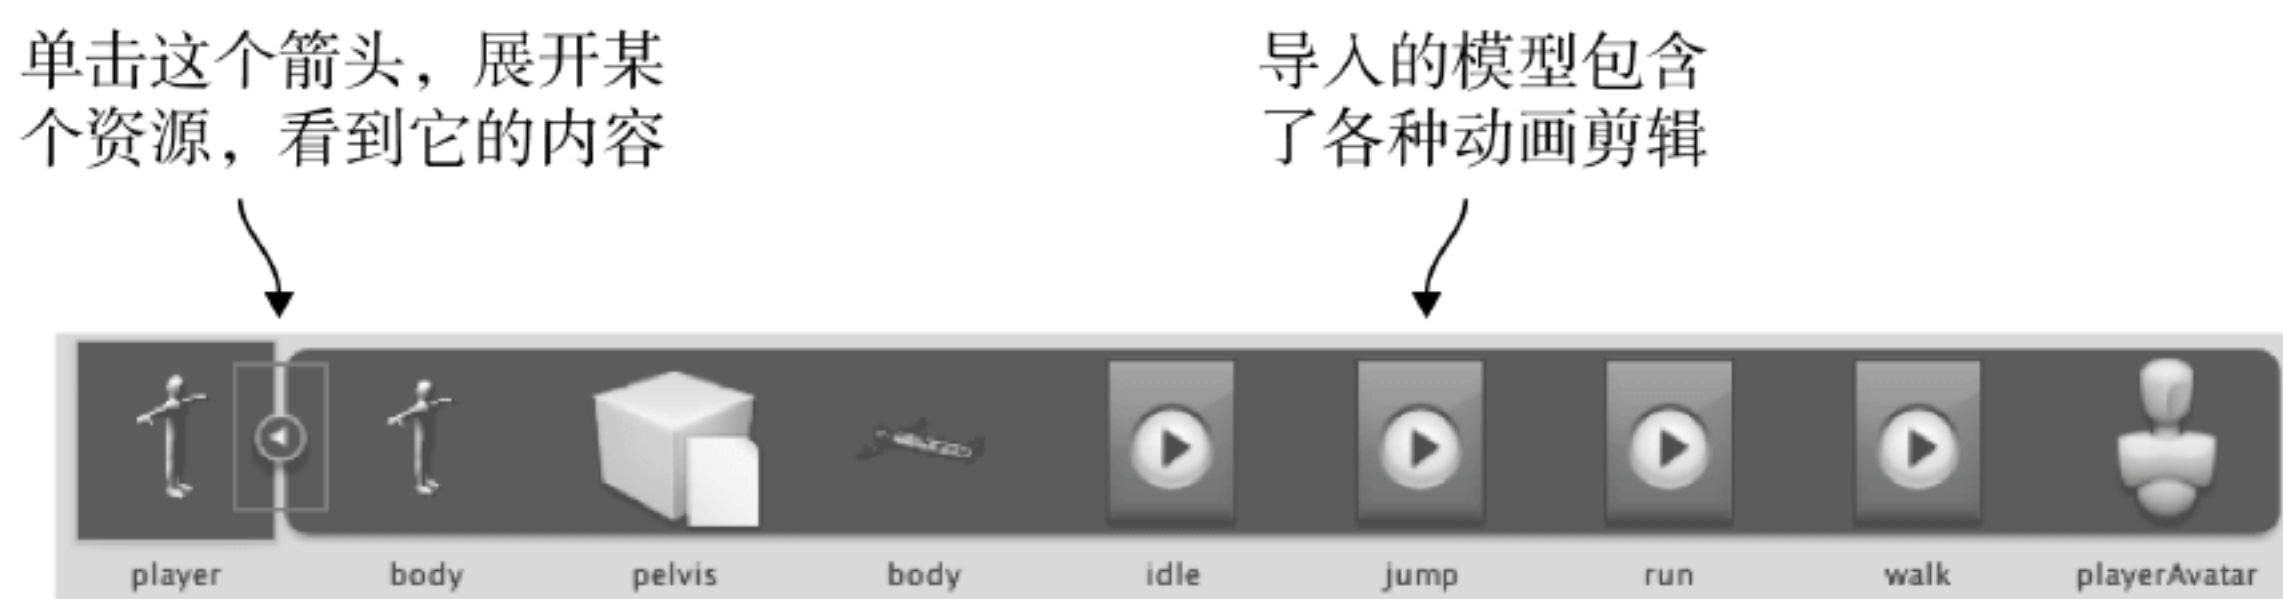 单击这个箭头，展开某
个资源，看到它的内容
导入的模型包含
了各种动画剪辑
player
body
pelvis
body
idle
jump
run
walk
playerAvatar